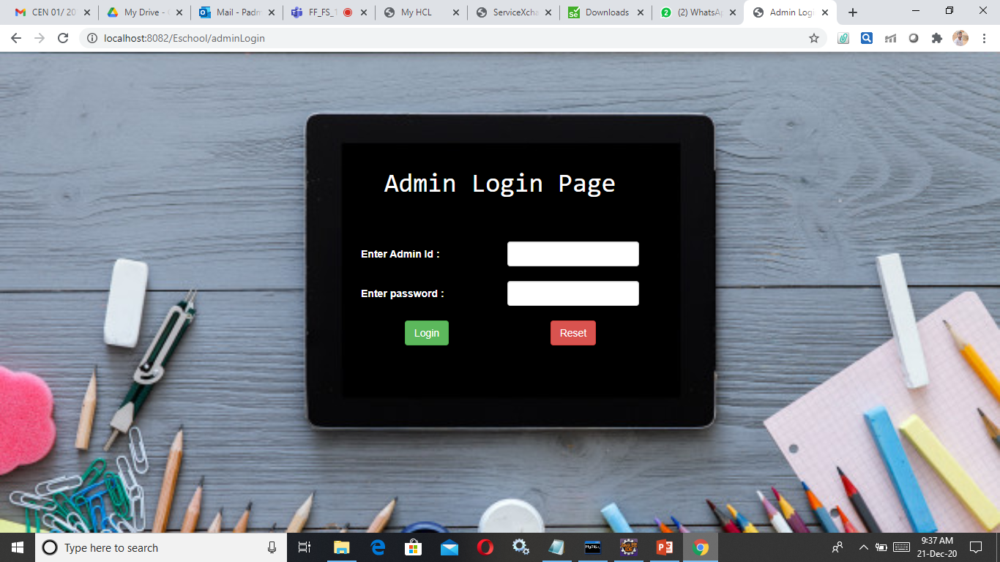 CEN 01/ 20
My Drive -
Mail - Padm
FF_FS_1
My HCL
ServiceXcha
Downloads
(2) WhatsAp
Admin Logi
localhost:8082/Eschool/adminLogin
Admin Login Page
Enter Admin Id :
Enter password :
Login
Reset
Type here to search
9:37 AM
21-Dec-20